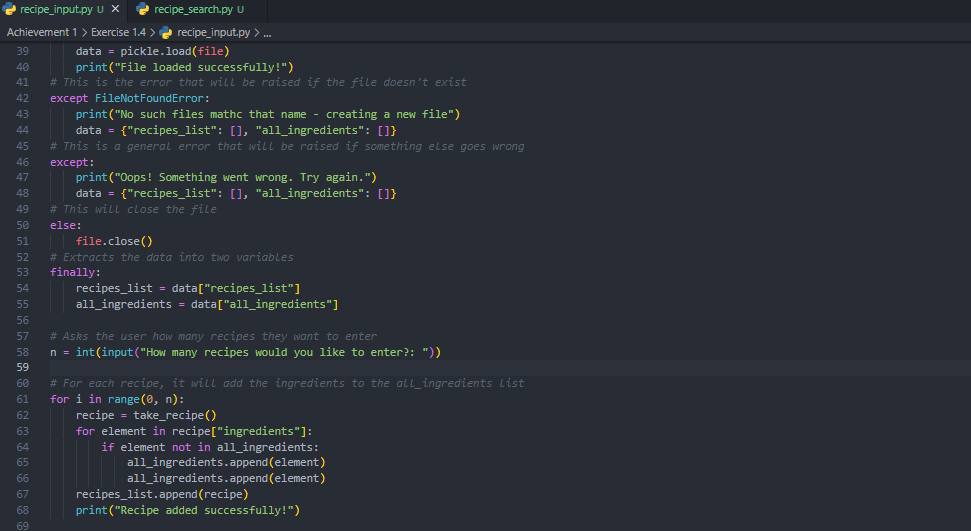 recipe_input.py U X recipe_search.py U
Achievement 1 > Exercise 1.4 > recipe_input.py > ...
39 data = pickle.load(file)
40 print("File loaded successfully!")
41 # This is the error that will be raised if the file doesn't exist
42 except FileNotFoundError:
43 print("No such files mathc that name - creating a new file")
44 data = {"recipes_list": [], "all_ingredients": []}
45 # This is a general error that will be raised if something else goes wrong
46 except:
47 print("Oops! Something went wrong. Try again.")
48 data = {"recipes_list": [], "all_ingredients": []}
49 # This will close the file
50 else:
51 file.close()
52 # Extracts the data into two variables
53 finally:
54 recipes_list = data["recipes_list"]
55 all_ingredients = data["all_ingredients"]
56
57 # Asks the user how many recipes they want to enter
58 n = int(input("How many recipes would you like to enter?: "))
59
60 # For each recipe, it will add the ingredients to the all_ingredients list
61 for i in range(0, n):
62 recipe = take_recipe()
63 for element in recipe["ingredients"]:
64 if element not in all_ingredients:
65 all_ingredients.append(element)
66 all_ingredients.append(element)
67 recipes_list.append(recipe)
68 print("Recipe added successfully!")
69